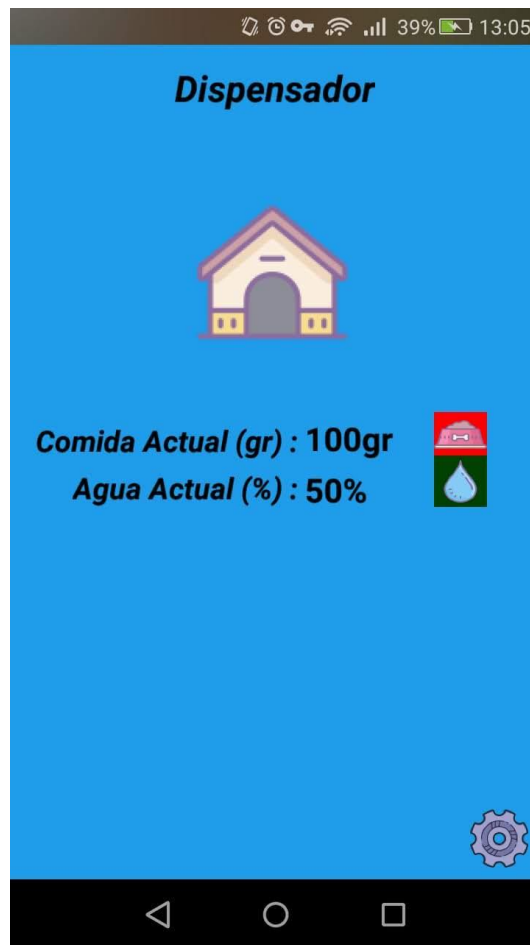 39% 13:05
Dispensador
Comida Actual (gr) : 100gr
Agua Actual (%) : 50%